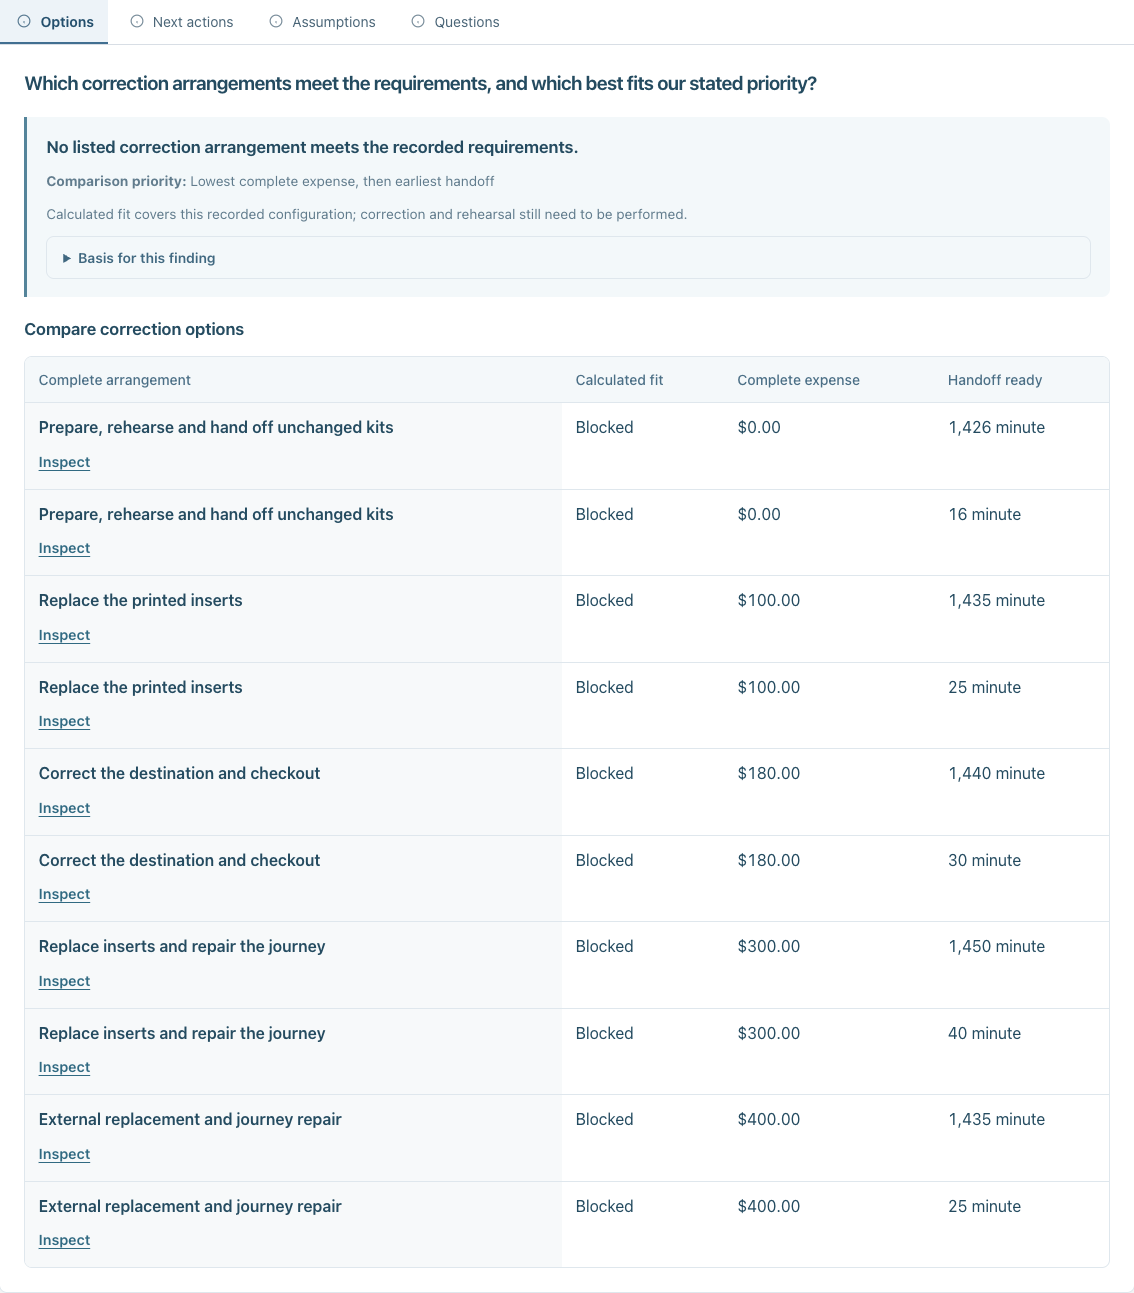 Options
Next actions
Assumptions
Questions
Which correction arrangements meet the requirements, and which best fits our stated priority?
No listed correction arrangement meets the recorded requirements.
Comparison priority: Lowest complete expense, then earliest handoff
Calculated fit covers this recorded configuration; correction and rehearsal still need to be performed.
Basis for this finding
Compare correction options
Complete arrangement Calculated fit Complete expense Handoff ready
Prepare, rehearse and hand off unchanged kits Blocked $0.00 1,426 minute
Inspect
Prepare, rehearse and hand off unchanged kits Blocked $0.00 16 minute
Inspect
Replace the printed inserts Blocked $100.00 1,435 minute
Inspect
Replace the printed inserts Blocked $100.00 25 minute
Inspect
Correct the destination and checkout Blocked $180.00 1,440 minute
Inspect
Correct the destination and checkout Blocked $180.00 30 minute
Inspect
Replace inserts and repair the journey Blocked $300.00 1,450 minute
Inspect
Replace inserts and repair the journey Blocked $300.00 40 minute
Inspect
External replacement and journey repair Blocked $400.00 1,435 minute
Inspect
External replacement and journey repair Blocked $400.00 25 minute
Inspect